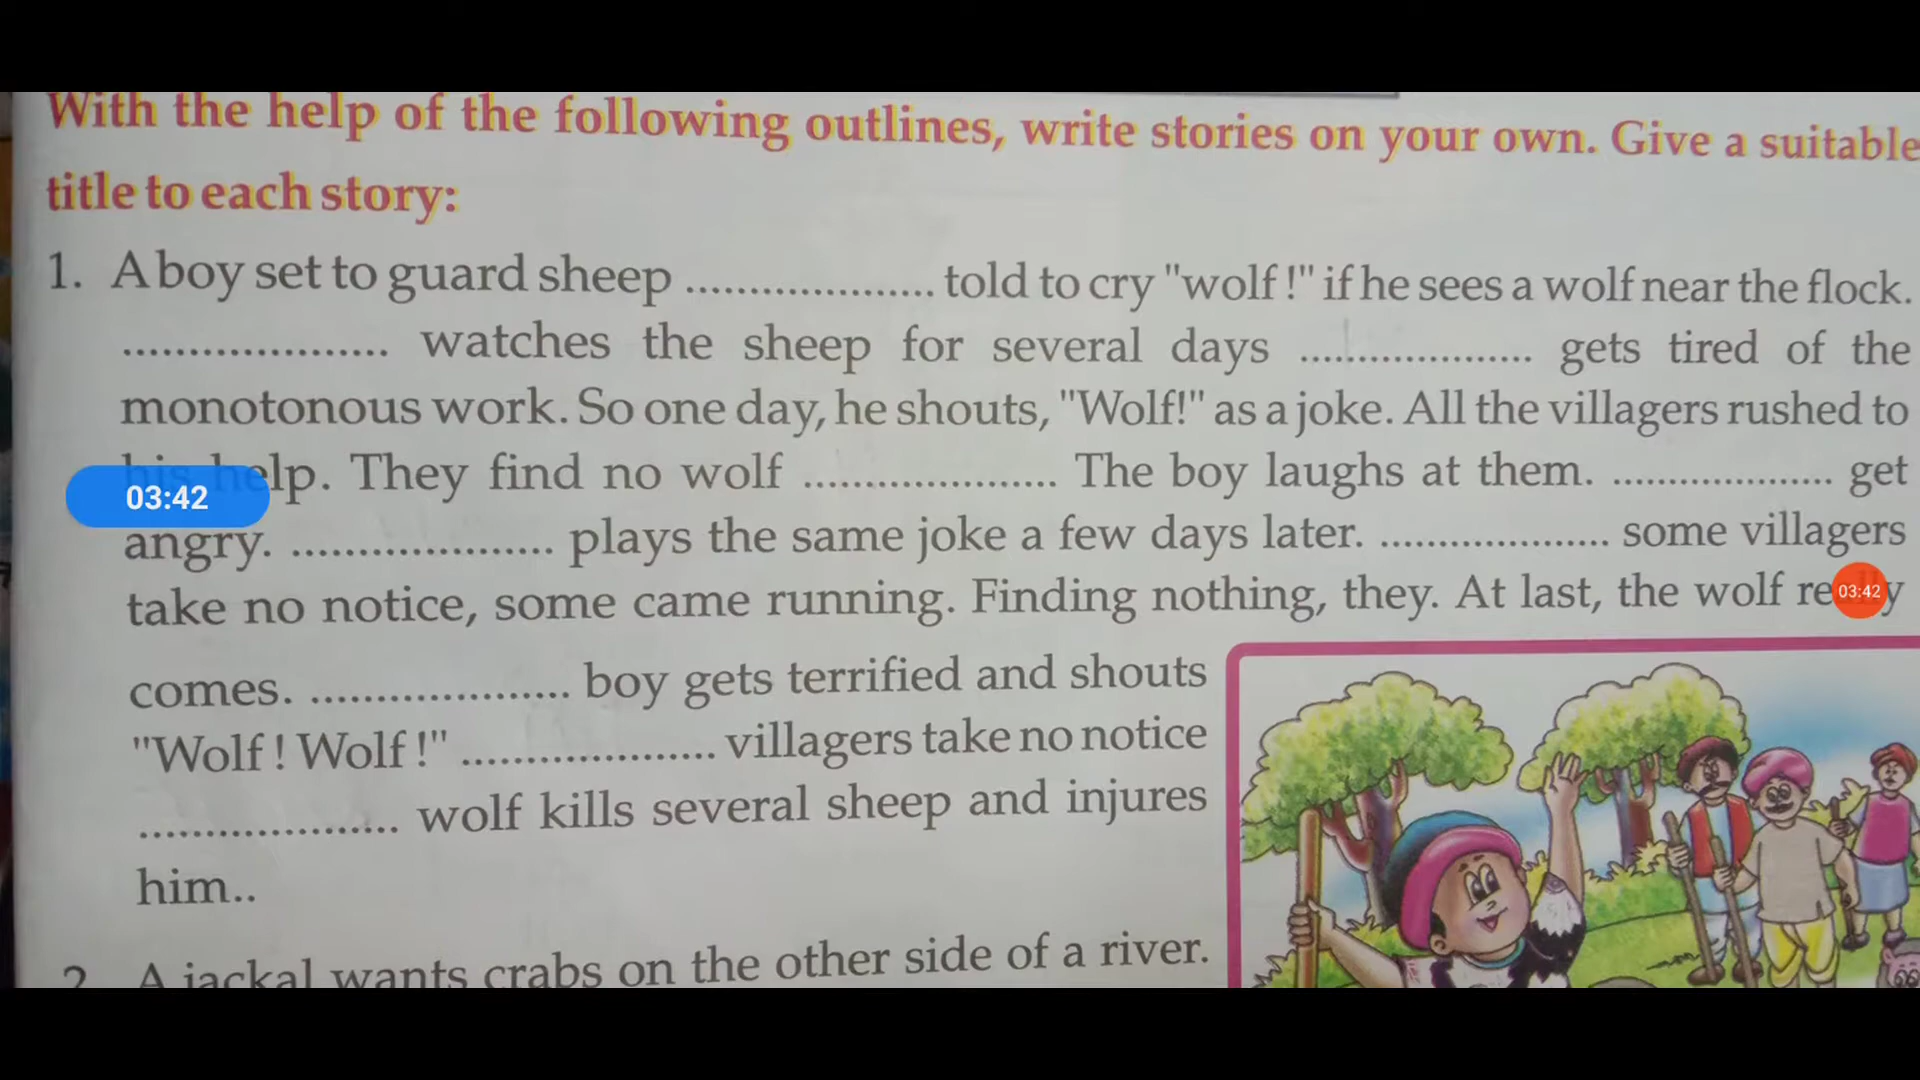 With the help of the following outlines, write stories on your own. Give a suitable
title to each story:
1. A boy set to guard sheep .................... told to cry "wolf !" if he sees a wolf near the flock.
..................... watches the sheep for several days ................... gets tired of the
monotonous work. So one day, he shouts, "Wolf!" as a joke. All the villagers rushed to
his help. They find no wolf .................... The boy laughs at them. .................. get
03:42
angry. ..................... plays the same joke a few days later. ................... some villagers
take no notice, some came running. Finding nothing, they. At last, the wolf
03:42
comes. ..................... boy gets terrified and shouts
"Wolf ! Wolf !" .................... villagers take no notice
..................... wolf kills several sheep and injures
him..
2. A jackal wants crabs on the other side of a river.